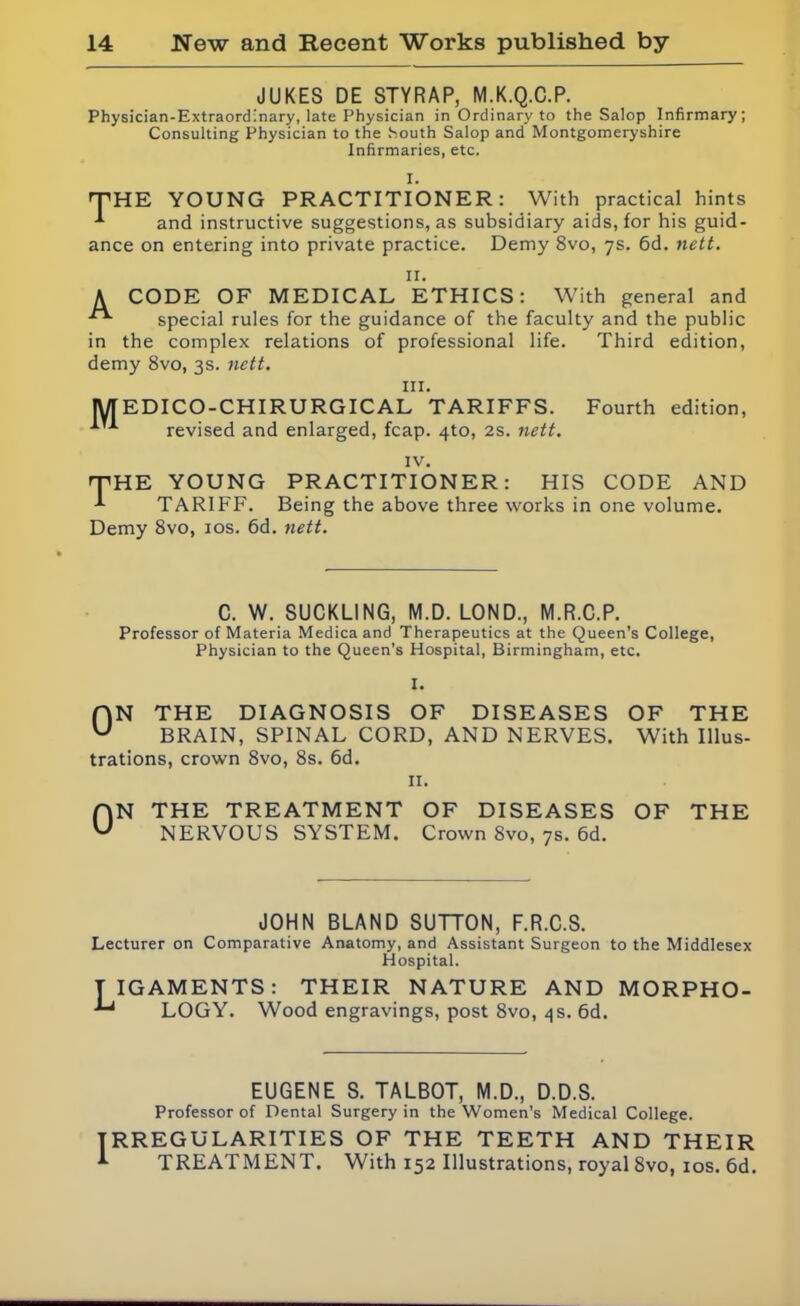 14 New and Recent Works published by
JUKES DE STYRAP, M.K.Q.C.P.
Physician-Extraordinary, late Physician in Ordinary to the Salop Infirmary;
Consulting Physician to the South Salop and Montgomeryshire
Infirmaries, etc.
I.
THE YOUNG PRACTITIONER: With practical hints
and instructive suggestions, as subsidiary aids, for his guid-
ance on entering into private practice. Demy 8vo, 7s. 6d. nett.
II.
A CODE OF MEDICAL ETHICS: With general and
special rules for the guidance of the faculty and the public
in the complex relations of professional life. Third edition,
demy 8vo, 3s. nett.
III.
MEDICO-CHIRURGICAL TARIFFS. Fourth edition,
revised and enlarged, fcap. 4to, 2s. nett.
IV.
THE YOUNG PRACTITIONER: HIS CODE AND
TARIFF. Being the above three works in one volume.
Demy 8vo, 10s. 6d. nett.
C. W. SUCKLING, M.D. LOND., M.R.C.P.
Professor of Materia Medica and Therapeutics at the Queen's College,
Physician to the Queen's Hospital, Birmingham, etc.
I.
ON THE DIAGNOSIS OF DISEASES OF THE
BRAIN, SPINAL CORD, AND NERVES. With Illus-
trations, crown 8vo, 8s. 6d.
II.
ON THE TREATMENT OF DISEASES OF THE
NERVOUS SYSTEM. Crown 8vo, 7s. 6d.
JOHN BLAND SUTTON, F.R.C.S.
Lecturer on Comparative Anatomy, and Assistant Surgeon to the Middlesex
Hospital.
LIGAMENTS: THEIR NATURE AND MORPHO-
LOGY. Wood engravings, post 8vo, 4s. 6d.
EUGENE S. TALBOT, M.D., D.D.S.
Professor of Dental Surgery in the Women's Medical College.
IRREGULARITIES OF THE TEETH AND THEIR
TREATMENT. With 152 Illustrations, royal 8vo, 10s. 6d.